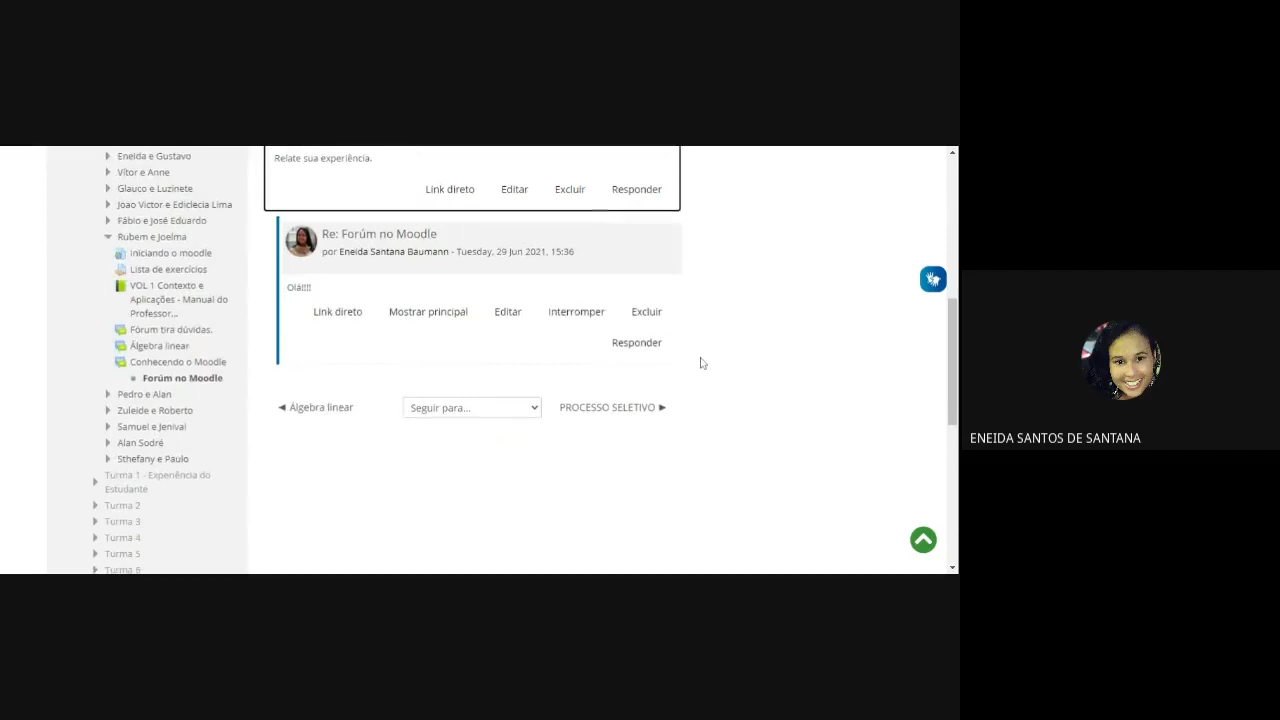 Eneida e Gustavo
Vítor e Anne
Glauco e Luzinete
Joao Victor e Ediclecia Lima
Fábio e José Eduardo
Rubem e Joelma
Iniciando o moodle
Lista de exercícios
VOL 1 Contexto e
Aplicações - Manual do
Professor...
Fórum tira dúvidas.
Álgebra linear
Conhecendo o Moodle
Forúm no Moodle
Pedro e Alan
Zuleide e Roberto
Samuel e Jenival
Alan Sodré
Sthefany e Paulo
Turma 1 - Experiência do
Estudante
Turma 2
Turma 3
Turma 4
Turma 5
Turma 6
Relate sua experiência.
Link direto Editar Excluir Responder
Re: Forúm no Moodle
por Eneida Santana Baumann - Tuesday, 29 Jun 2021, 15:36
Olá!!!!
Link direto Mostrar principal Editar Interromper Excluir
Responder
◄ Álgebra linear Seguir para... PROCESSO SELETIVO ►
ENEIDA SANTOS DE SANTANA